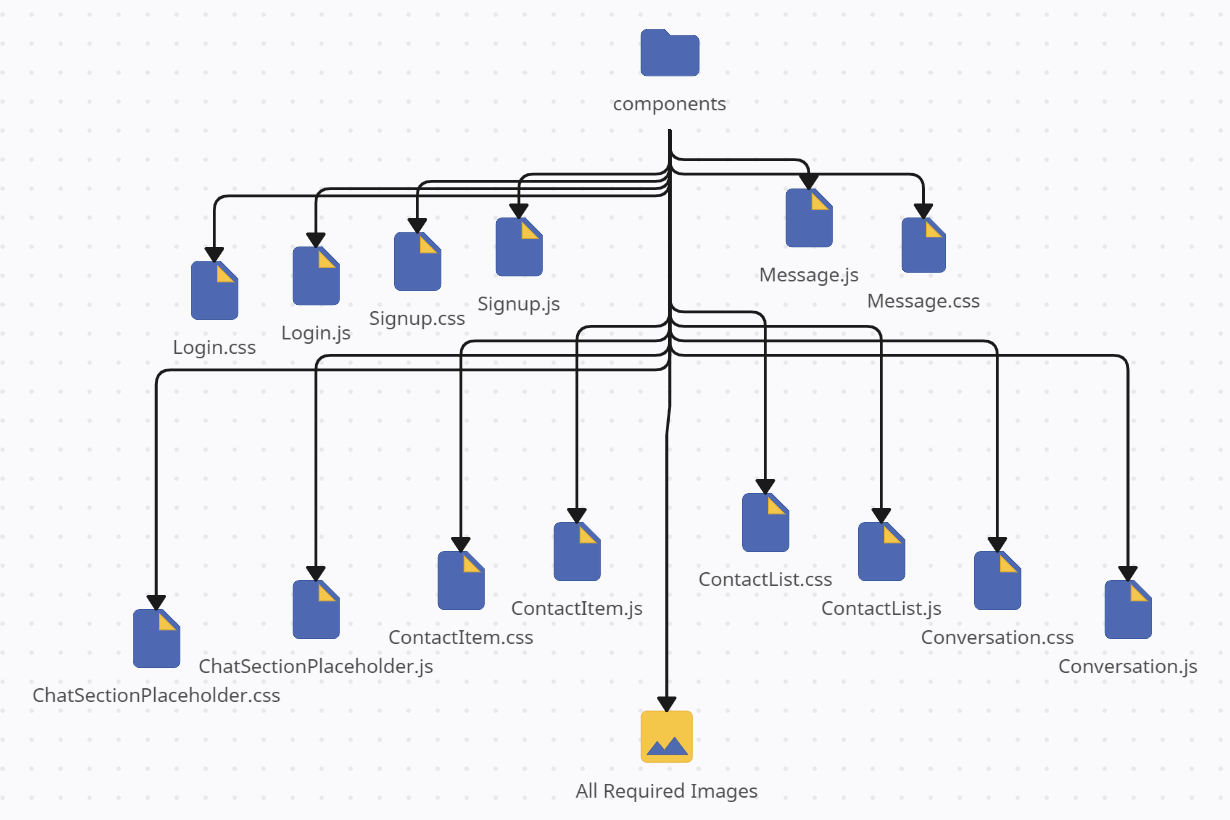 components
Message.js
Message.css
Signup.js
Signup.css
Login.js
Login.css
ContactList.css
ContactItem.js
ContactList.js
ContactItem.css
Conversation.css
ChatSectionPlaceholder.js
Conversation.js
ChatSectionPlaceholder.css
All Required Images